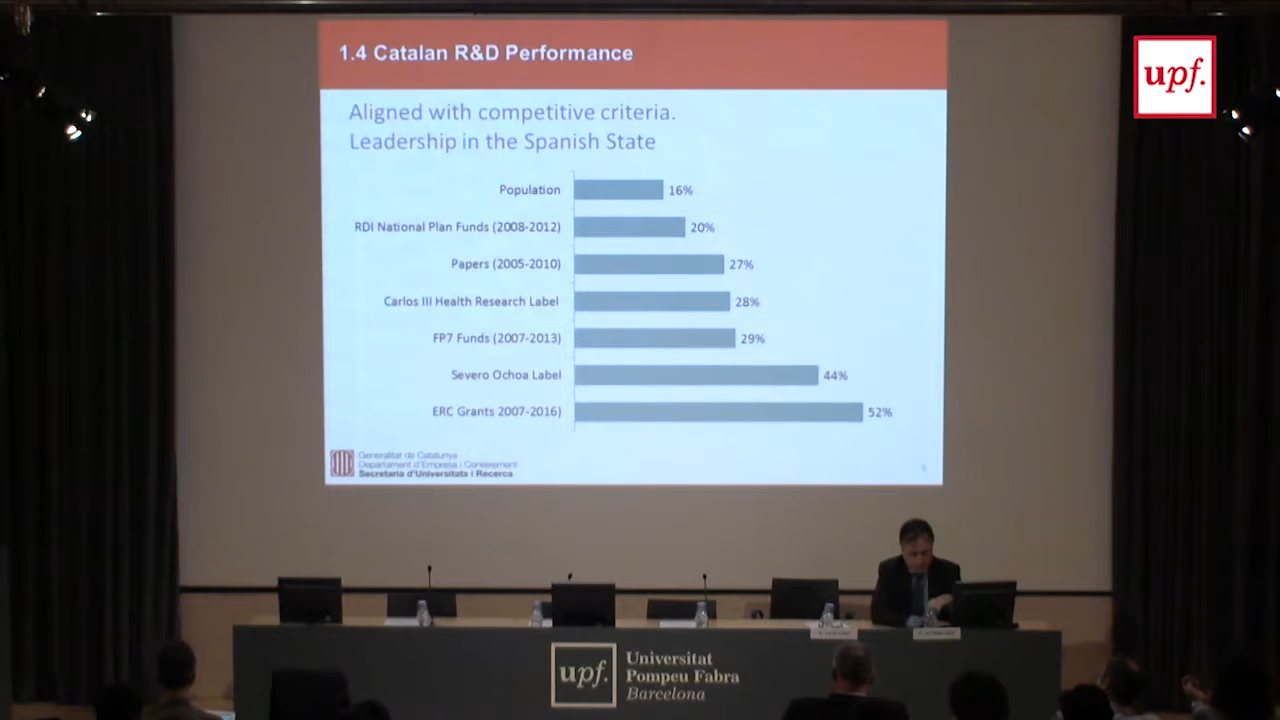 1.4 Catalan R&D Performance
upf.
Aligned with competitive criteria.
Leadership in the Spanish State
Population 16%
RDI National Plan Funds (2008-2012) 20%
Papers (2005-2010) 27%
Carlos III Health Research Label 28%
FP7 Funds (2007-2013) 29%
Severo Ochoa Label 44%
ERC Grants 2007-2016) 52%
Generalitat de Catalunya
Departament d'Empresa i Coneixement
Secretaria d'Universitats i Recerca
upf.
Universitat
Pompeu Fabra
Barcelona